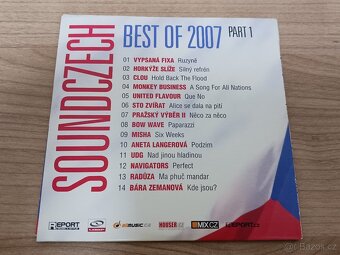 SOUNDCZECH
BEST OF 2007 PART 1
01 VYPSANÁ FIXA Ruzyně
02 HORKÝŽE SLÍŽE Silný refrén
03 CLOU Hold Back The Flood
04 MONKEY BUSINESS A Song For All Nations
05 UNITED FLAVOUR Que No
06 STO ZVÍŘAT Alice se dala na pití
07 PRAŽSKÝ VÝBĚR II Něco za něco
08 BOW WAVE Paparazzi
09 MISHA Six Weeks
10 ANETA LANGEROVÁ Podzim
11 UDG Nad jinou hladinou
12 NAVIGATORS Perfect
13 RADŮZA Ma phuč mandar
14 BÁRA ZEMANOVÁ Kde jsou?
REPORT
MUSIC.CZ
HOUSER.CZ
MIX.CZ
REPORT
bazoš.cz